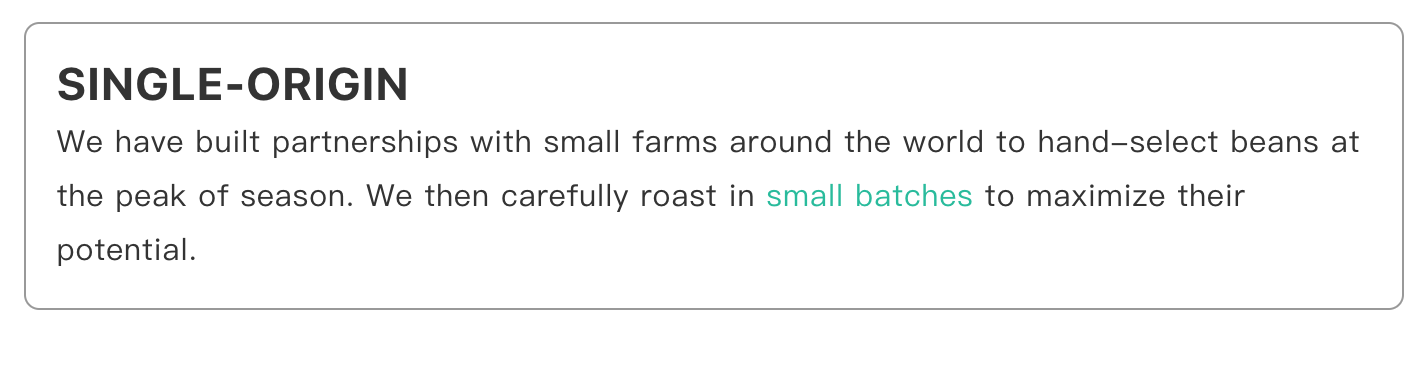 SINGLE-ORIGIN
We have built partnerships with small farms around the world to hand-select beans at
the peak of season. We then carefully roast in small batches to maximize their
potential.